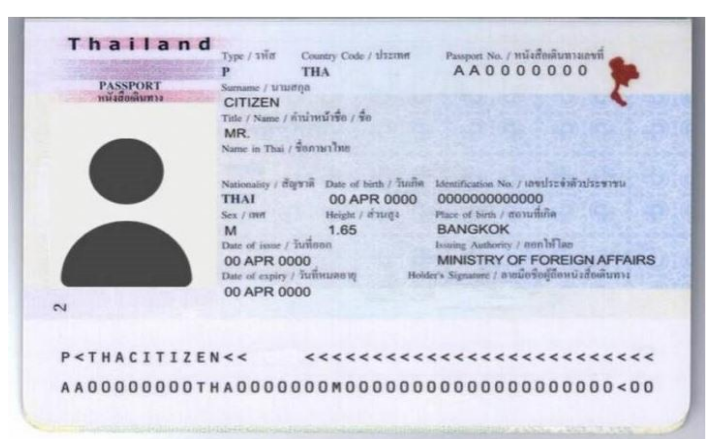 Thailand
PASSPORT
หนังสือเดินทาง
Type / รหัส Country Code / ประเทศ Passport No. / หนังสือเดินทางเลขที่
P THA AA0000000
Surname / นามสกุล
CITIZEN
Title / Name / คำนำหน้าชื่อ / ชื่อ
MR.
Name in Thai / ชื่อภาษาไทย
Nationality / สัญชาติ Date of birth / วันเกิด Identification No. / เลขประจำตัวประชาชน
THAI 00 APR 0000 0000000000000
Sex / เพศ Height / ส่วนสูง Place of birth / สถานที่เกิด
M 1.65 BANGKOK
Date of issue / วันที่ออก Issuing Authority / ออกให้โดย
00 APR 0000 MINISTRY OF FOREIGN AFFAIRS
Date of expiry / วันที่หมดอายุ Holder's Signature / ลายมือชื่อผู้ถือหนังสือเดินทาง
00 APR 0000
2
P<THACITIZEN<< <<<<<<<<<<<<<<<<<<<<<<<<<<
AA00000000THA0000000M0000000000000000000000<00